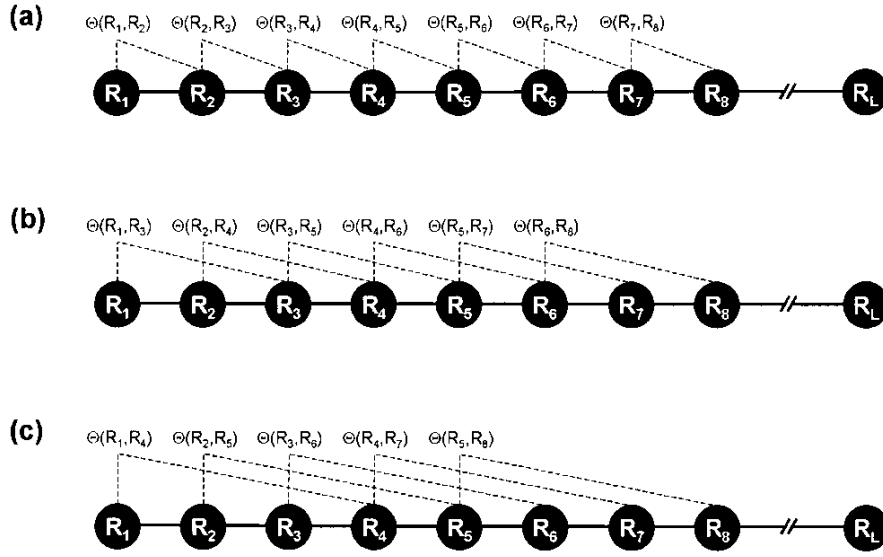 (a)
Θ(R₁,R₂) Θ(R₂,R₃) Θ(R₃,R₄) Θ(R₄,R₅) Θ(R₅,R₆) Θ(R₆,R₇) Θ(R₇,R₈)
R₁ R₂ R₃ R₄ R₅ R₆ R₇ R₈ // R_L
(b)
Θ(R₁,R₃) Θ(R₂,R₄) Θ(R₃,R₅) Θ(R₄,R₆) Θ(R₅,R₇) Θ(R₆,R₈)
R₁ R₂ R₃ R₄ R₅ R₆ R₇ R₈ // R_L
(c)
Θ(R₁,R₄) Θ(R₂,R₅) Θ(R₃,R₆) Θ(R₄,R₇) Θ(R₅,R₈)
R₁ R₂ R₃ R₄ R₅ R₆ R₇ R₈ // R_L